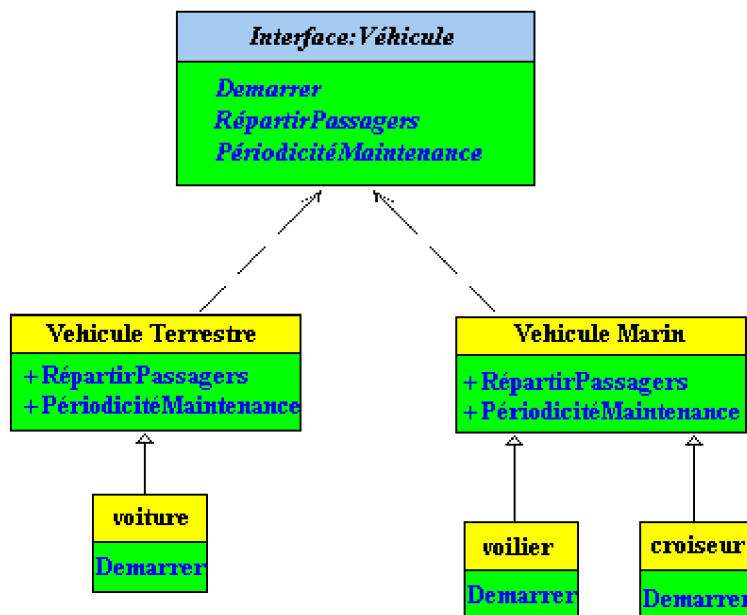 Interface:Véhicule
Demarrer
RépartirPassagers
PériodicitéMaintenance
Vehicule Terrestre
+RépartirPassagers
+PériodicitéMaintenance
Vehicule Marin
+RépartirPassagers
+PériodicitéMaintenance
voiture
Demarrer
voilier
Demarrer
croiseur
Demarrer